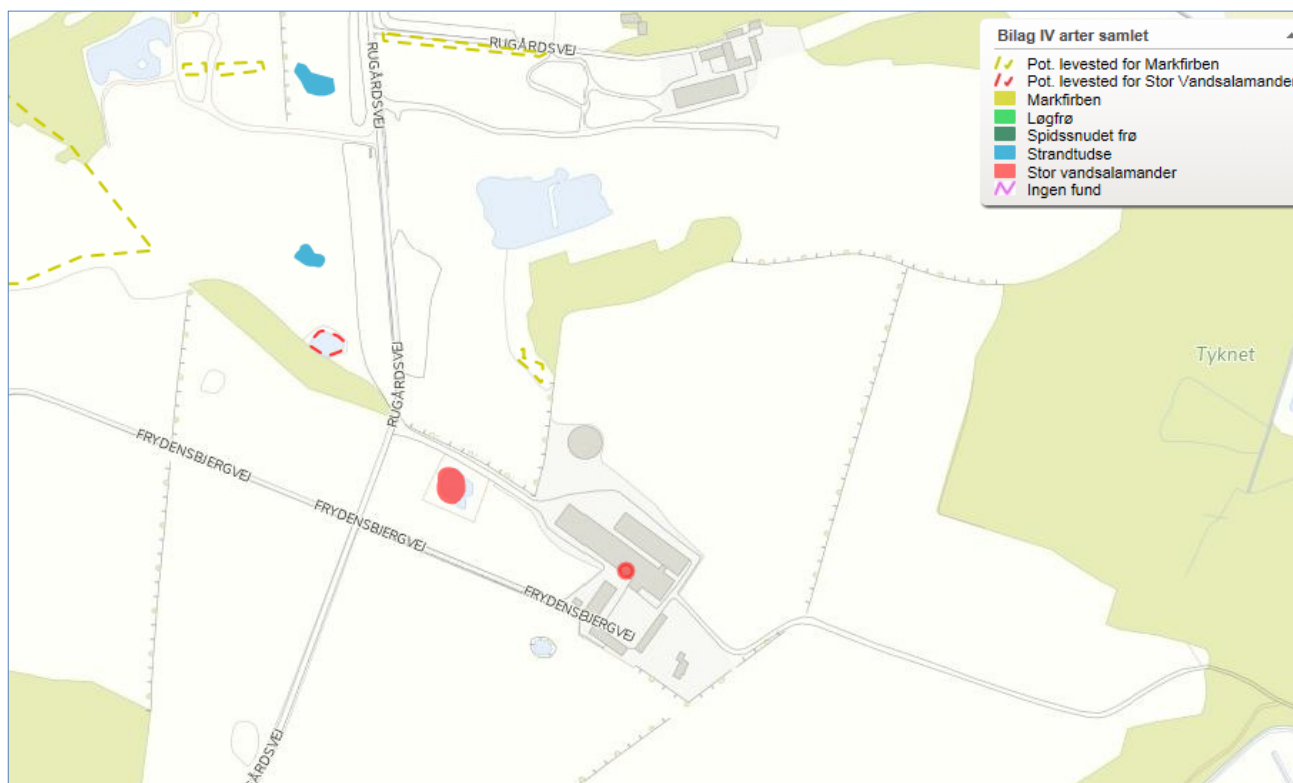 Bilag IV arter samlet
Pot. levested for Markfirben
Pot. levested for Stor Vandsalamander
Markfirben
Løgfrø
Spidssnudet frø
Strandtudse
Stor vandsalamander
Ingen fund
RUGÅRDSVEJ
RUGÅRDSVEJ
RUGÅRDSVEJ
Tyknet
FRYDENSBJERGVEJ
FRYDENSBJERGVEJ
FRYDENSBJERGVEJ
GÅRDSVEJ